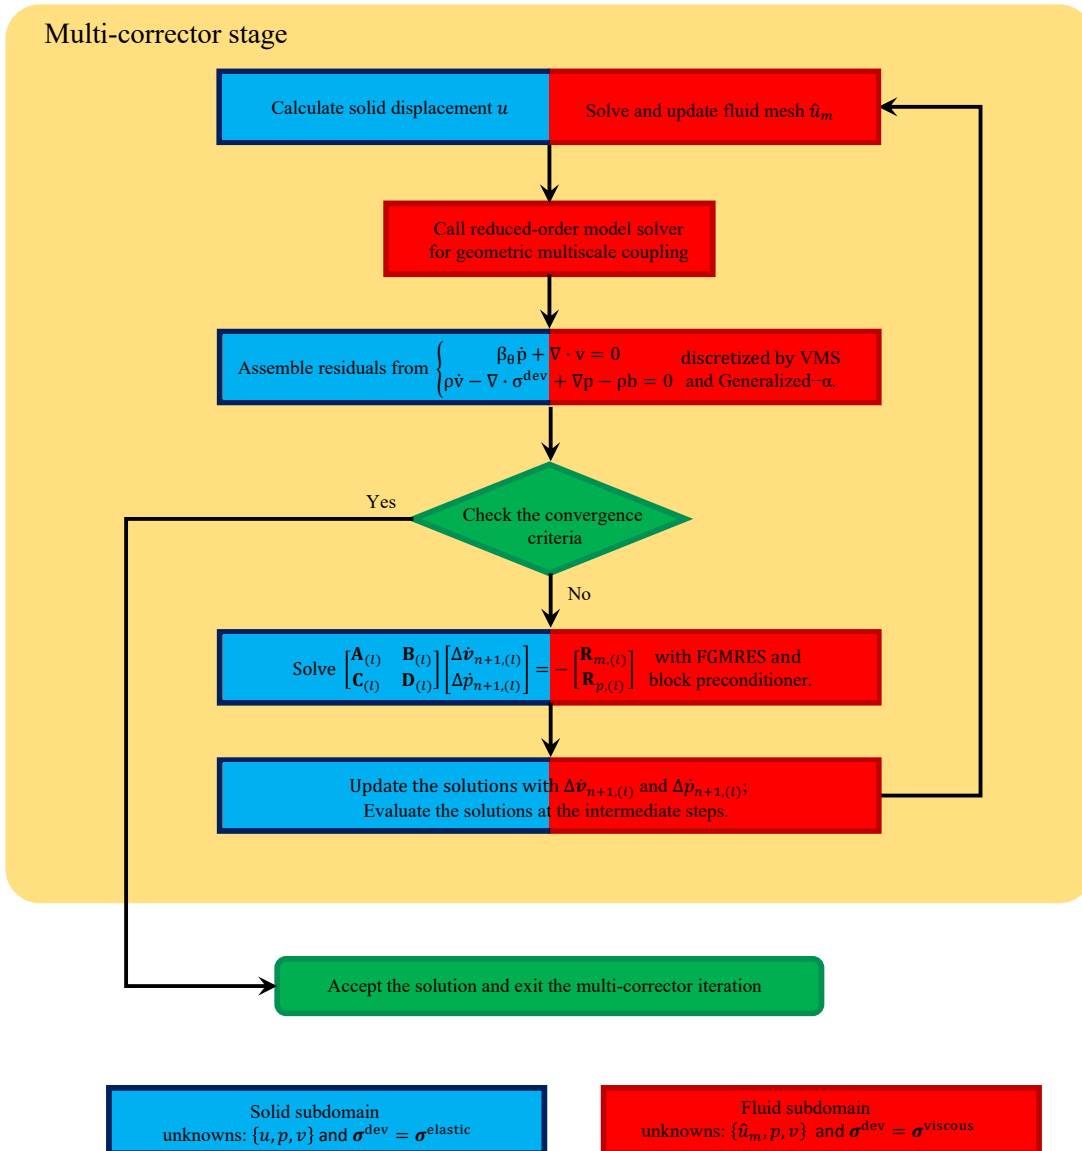 Multi-corrector stage
Calculate solid displacement u
Solve and update fluid mesh û_m
Call reduced-order model solver
for geometric multiscale coupling
Assemble residuals from { β_θ ṗ + ∇ · v = 0
ρv̇ − ∇ · σ^dev + ∇p − ρb = 0
discretized by VMS
and Generalized−α.
Yes
Check the convergence
criteria
No
Solve [A_(l) B_(l); C_(l) D_(l)] [Δv̇_{n+1,(l)}; Δṗ_{n+1,(l)}] = − [R_{m,(l)}; R_{p,(l)}]
with FGMRES and
block preconditioner.
Update the solutions with Δv̇_{n+1,(l)} and Δṗ_{n+1,(l)};
Evaluate the solutions at the intermediate steps.
Accept the solution and exit the multi-corrector iteration
Solid subdomain
unknowns: {u, p, v} and σ^dev = σ^elastic
Fluid subdomain
unknowns: {û_m, p, v} and σ^dev = σ^viscous